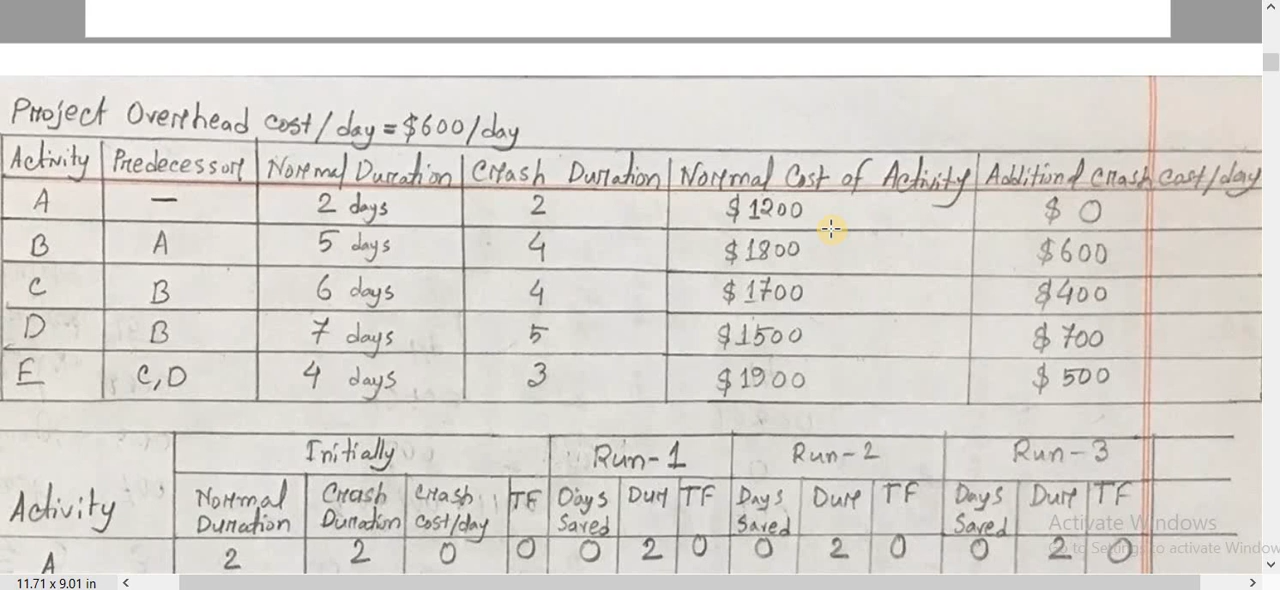 Project Overhead cost/day = $600/day
Activity Predecessor Normal Duration Crash Duration Normal Cost of Activity Additional Crash cost/day
A — 2 days 2 $1200 $0
B A 5 days 4 $1800 $600
C B 6 days 4 $1700 $400
D B 7 days 5 $1500 $700
E C,D 4 days 3 $1900 $500
Initially Run-1 Run-2 Run-3
Activity Normal Duration Crash Duration Crash cost/day TF Days Saved Dur TF Days Saved Dur TF Days Saved Dur TF
A 2 2 0 0 0 2 0 0 2 0 0 2 0
Activate Windows
Go to Settings to activate Window
11.71 x 9.01 in